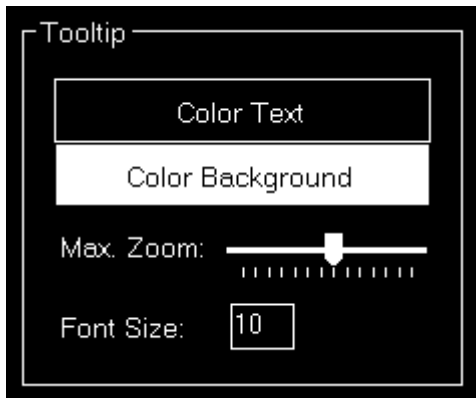 Tooltip
Color Text
Color Background
Max. Zoom:
Font Size: 10